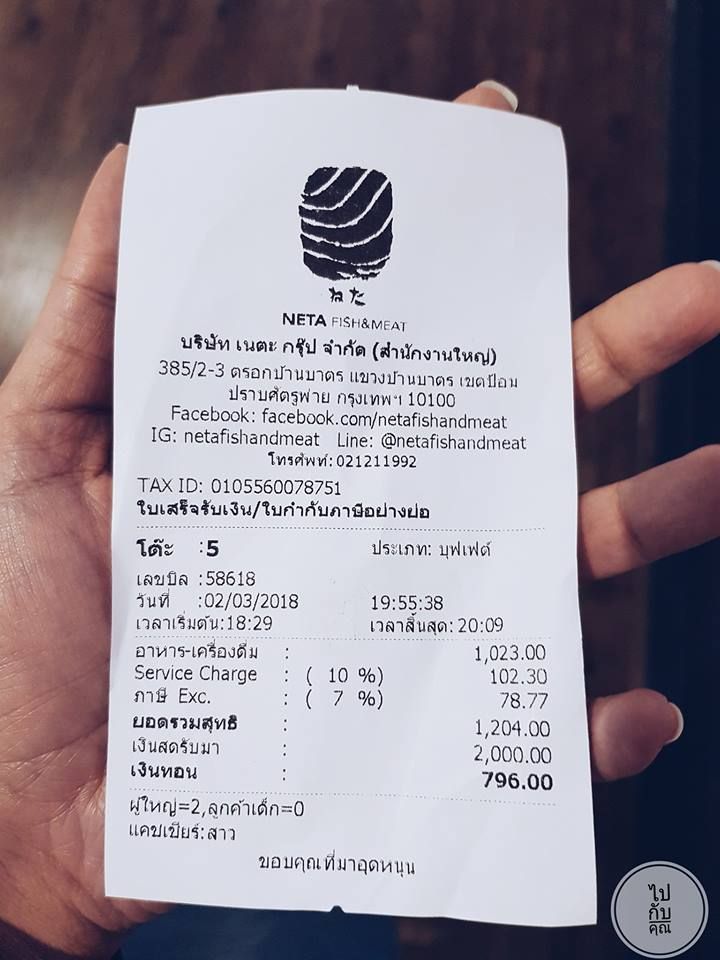 ねた
NETA FISH&MEAT
บริษัท เนตะ กรุ๊ป จำกัด (สำนักงานใหญ่)
385/2-3 ตรอกบ้านบาตร แขวงบ้านบาตร เขตป้อม
ปราบศัตรูพ่าย กรุงเทพฯ 10100
Facebook: facebook.com/netafishandmeat
IG: netafishandmeat Line: @netafishandmeat
โทรศัพท์: 021211992
TAX ID: 0105560078751
ใบเสร็จรับเงิน/ใบกำกับภาษีอย่างย่อ
โต๊ะ :5 ประเภท: บุฟเฟต์
เลขบิล :58618
วันที่ :02/03/2018 19:55:38
เวลาเริ่มต้น:18:29 เวลาสิ้นสุด: 20:09
อาหาร-เครื่องดื่ม : 1,023.00
Service Charge : ( 10 %) 102.30
ภาษี Exc. : ( 7 %) 78.77
ยอดรวมสุทธิ : 1,204.00
เงินสดรับมา : 2,000.00
เงินทอน : 796.00
ผู้ใหญ่=2,ลูกค้าเด็ก=0
แคชเชียร์:สาว
ขอบคุณที่มาอุดหนุน
ไป
กับ
คุณ